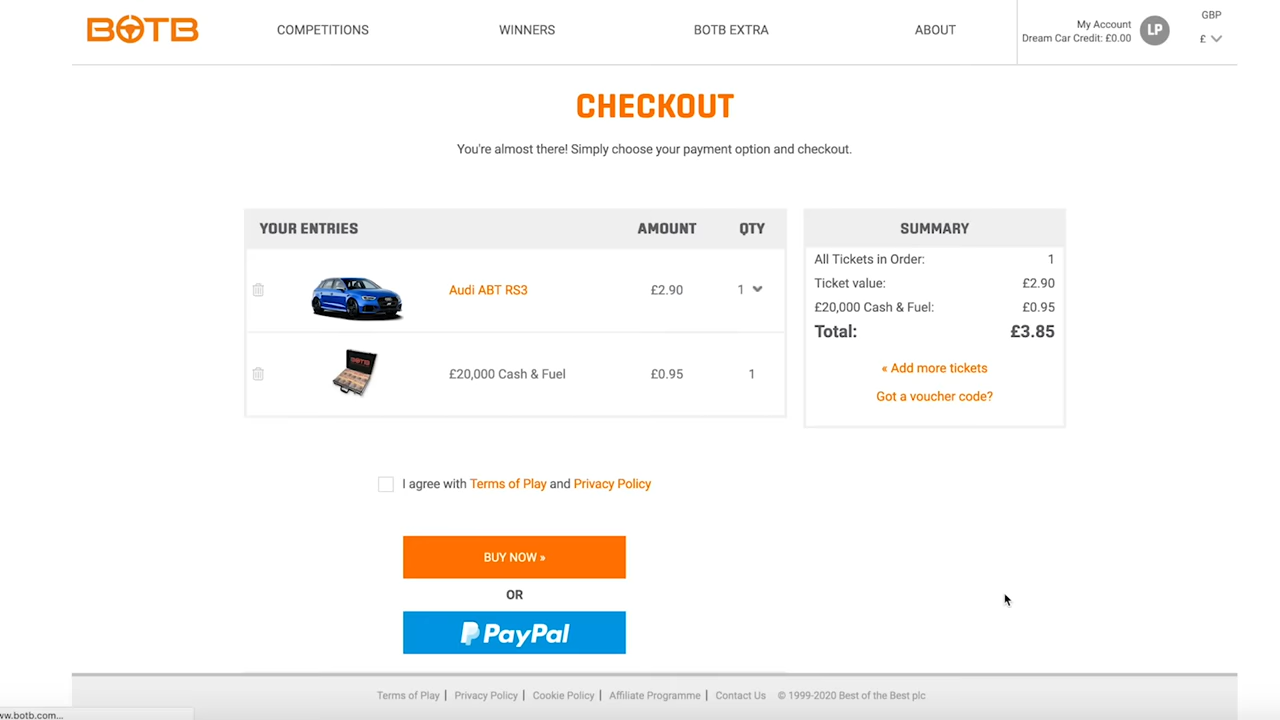 BOTB
COMPETITIONS
WINNERS
BOTB EXTRA
ABOUT
My Account
Dream Car Credit: £0.00
LP
GBP
£
CHECKOUT
You're almost there! Simply choose your payment option and checkout.
YOUR ENTRIES AMOUNT QTY
Audi ABT RS3 £2.90 1
£20,000 Cash & Fuel £0.95 1
SUMMARY
All Tickets in Order: 1
Ticket value: £2.90
£20,000 Cash & Fuel: £0.95
Total: £3.85
« Add more tickets
Got a voucher code?
I agree with Terms of Play and Privacy Policy
BUY NOW »
OR
PayPal
Terms of Play | Privacy Policy | Cookie Policy | Affiliate Programme | Contact Us © 1999-2020 Best of the Best plc
ww.botb.com...